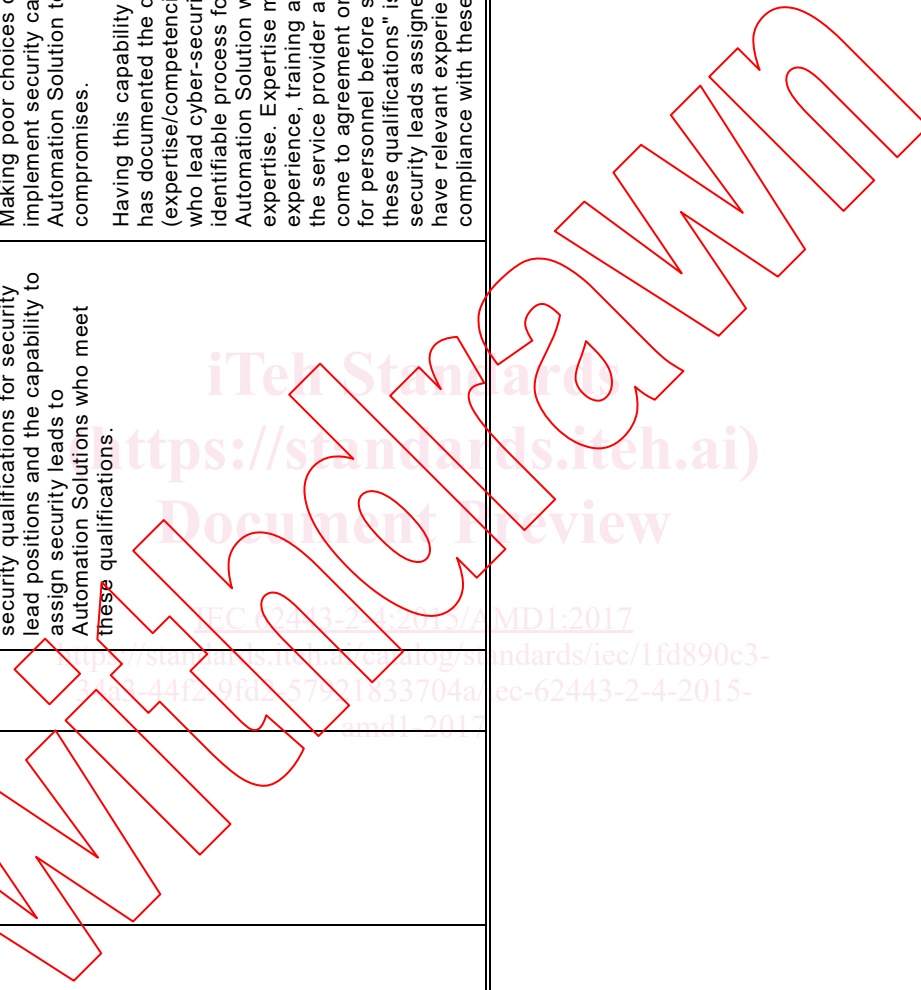 security qualifications for security
lead positions and the capability to
assign security leads to
Automation Solutions who meet
these qualifications.
Making poor choices
implement security ca
Automation Solution to
compromises.
Having this capability
has documented the
(expertise/competenci
who lead cyber-securi
identifiable process fo
Automation Solution w
expertise. Expertise m
experience, training a
the service provider a
come to agreement on
for personnel before s
these qualifications" is
security leads assigne
have relevant experie
compliance with these
iTeh Standards
(https://standards.iteh.ai)
Document Preview
IEC 62443-2-4:2015/AMD1:2017
https://standards.iteh.ai/catalog/standards/iec/1fd890c3-
-44f2-9fd2-57921833704a/iec-62443-2-4-2015-
amd1-2017
withdrawn